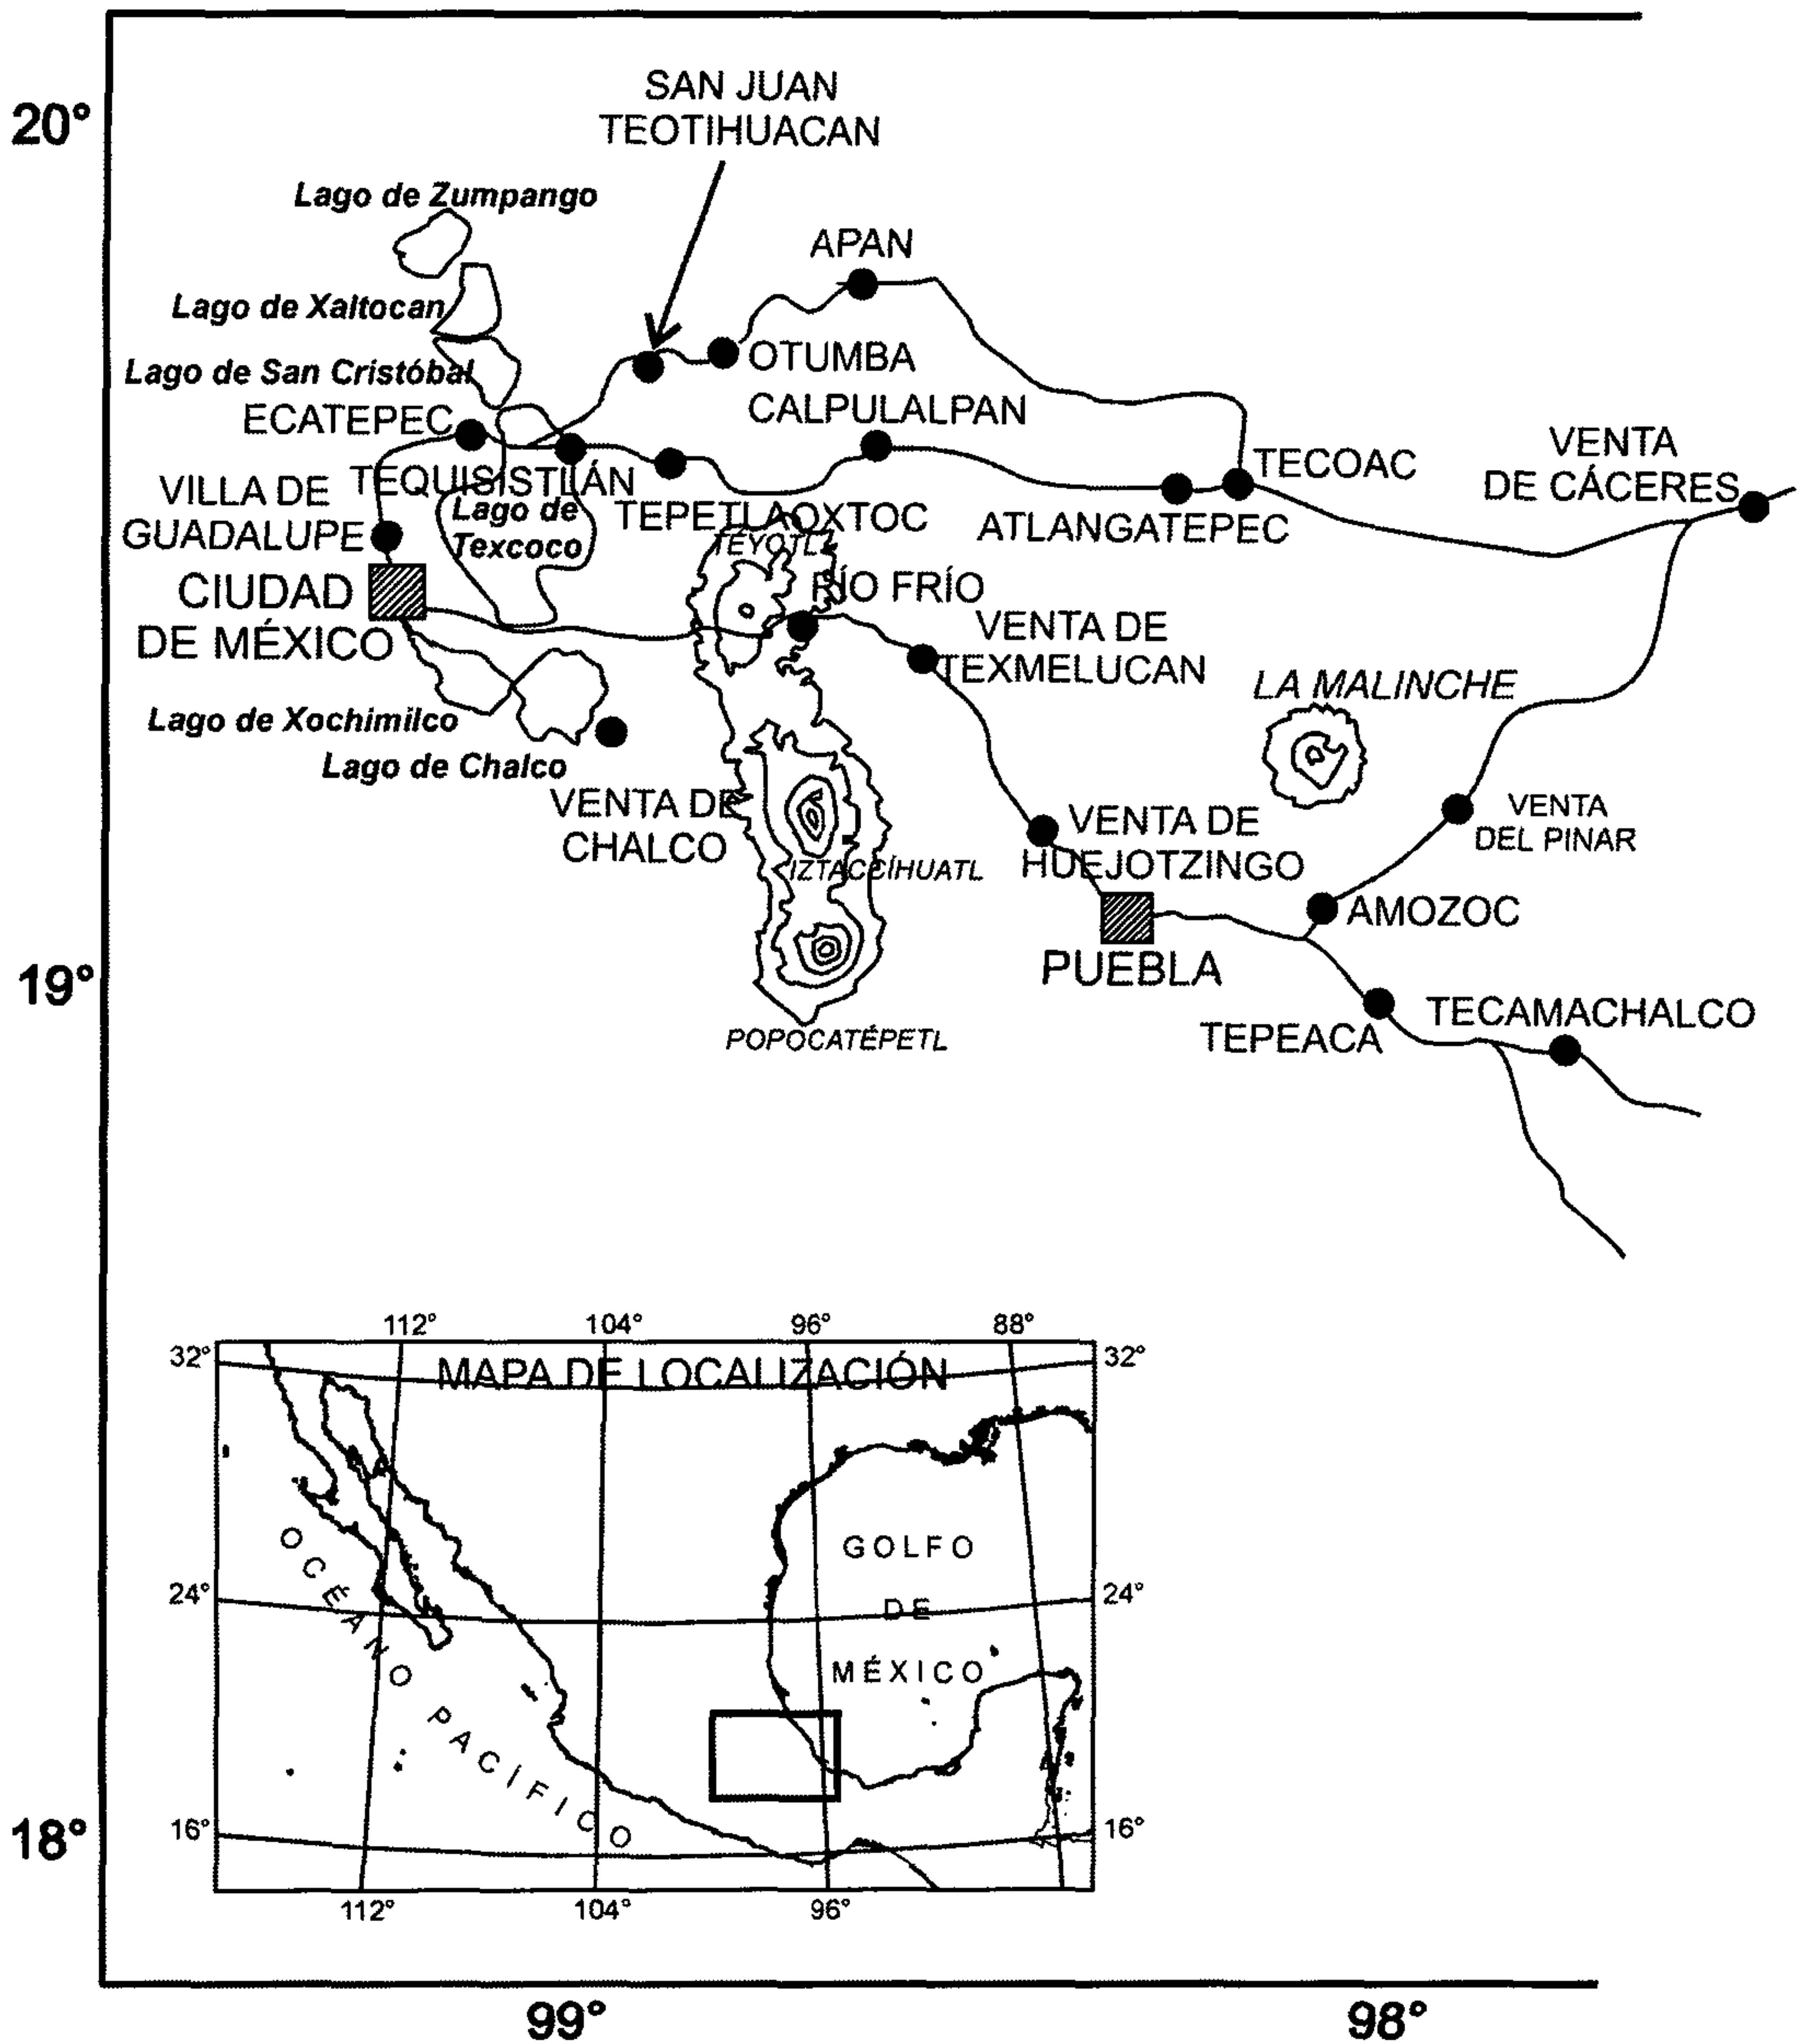 20°
SAN JUAN
TEOTIHUACAN
Lago de Zumpango
APAN
Lago de Xaltocan
OTUMBA
Lago de San Cristóbal
CALPULALPAN
ECATEPEC
VENTA
DE CÁCERES
TECOAC
TEQUISISTLÁN
VILLA DE
GUADALUPE
Lago de
Texcoco
TEPETLAOXTOC
ATLANGATEPEC
TEYOTL
CIUDAD
DE MÉXICO
RÍO FRÍO
VENTA DE
TEXMELUCAN
LA MALINCHE
Lago de Xochimilco
Lago de Chalco
VENTA DE
CHALCO
VENTA DE
HUEJOTZINGO
VENTA
DEL PINAR
IZTACCÍHUATL
AMOZOC
PUEBLA
19°
TECAMACHALCO
TEPEACA
POPOCATÉPETL
112° 104° 96° 88°
32° 32°
MAPA DE LOCALIZACIÓN
GOLFO
DE
MÉXICO
24° 24°
OCÉANO PACÍFICO
16° 16°
112° 104° 96°
18°
99° 98°